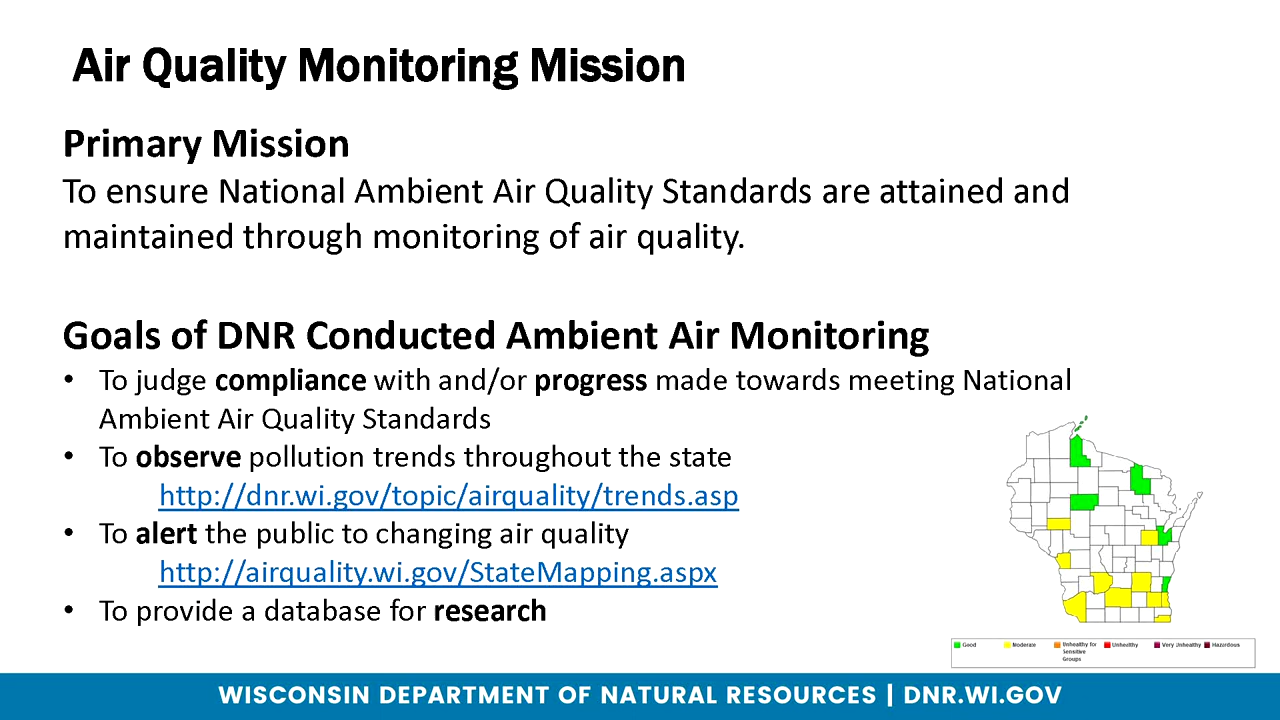 Air Quality Monitoring Mission
Primary Mission
To ensure National Ambient Air Quality Standards are attained and
maintained through monitoring of air quality.
Goals of DNR Conducted Ambient Air Monitoring
• To judge compliance with and/or progress made towards meeting National
Ambient Air Quality Standards
• To observe pollution trends throughout the state
http://dnr.wi.gov/topic/airquality/trends.asp
• To alert the public to changing air quality
http://airquality.wi.gov/StateMapping.aspx
• To provide a database for research
Good Moderate Unhealthy for Unhealthy Very Unhealthy Hazardous
Sensitive
Groups
WISCONSIN DEPARTMENT OF NATURAL RESOURCES | DNR.WI.GOV